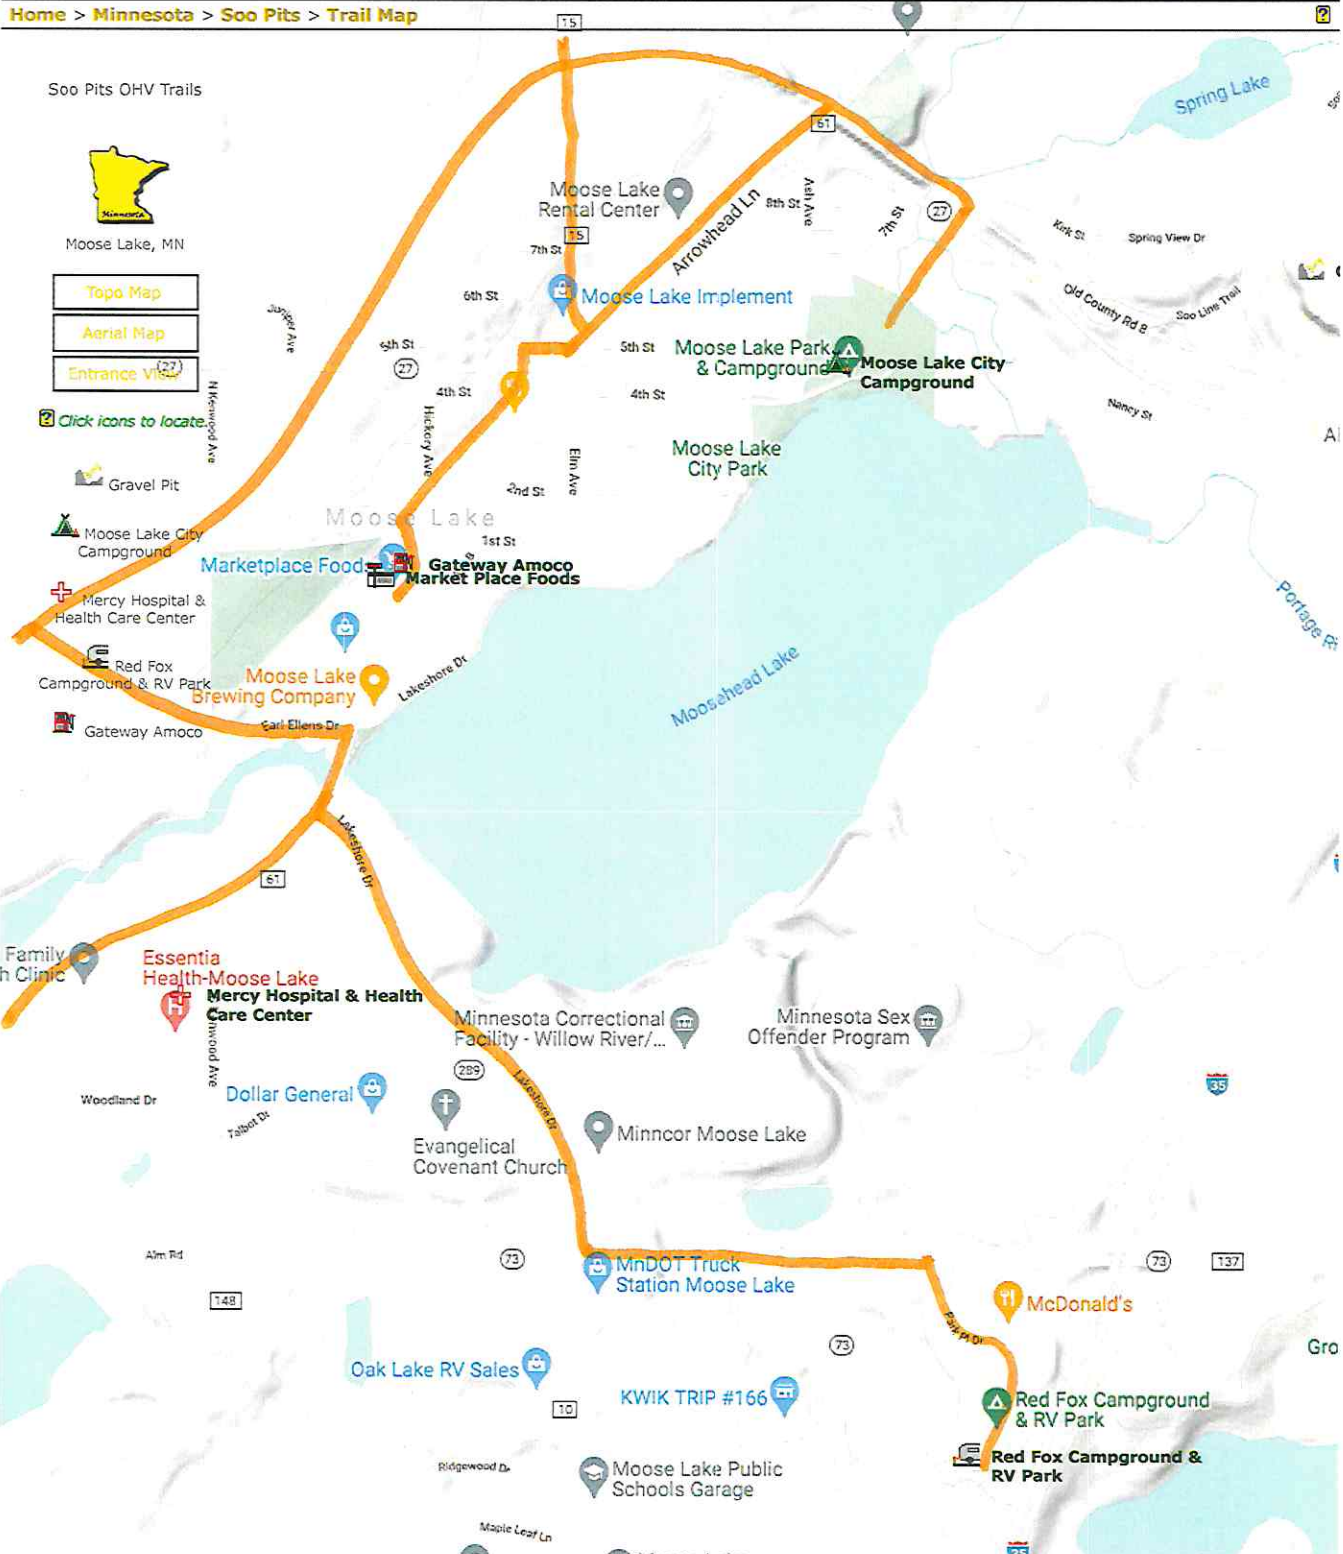 Home > Minnesota > Soo Pits > Trail Map
?
15
Soo Pits OHV Trails
Spring Lake
Minnesota
61
Moose Lake, MN
Moose Lake
Rental Center
Arrowhead Ln
8th St
Ash Ave
7th St
27
Kirk St
Spring View Dr
15
7th St
Topo Map
Aerial Map
Entrance View
(27)
6th St
Moose Lake Implement
Old County Rd 8
Soo Line Trail
Juniper Ave
5th St
27
5th St
Moose Lake Park
& Campground
Moose Lake City
Campground
4th St
4th St
Nancy St
? Click icons to locate.
N Kenwood Ave
Hickory Ave
Elm Ave
Moose Lake
City Park
Gravel Pit
2nd St
Moose Lake
Moose Lake City
Campground
1st St
Marketplace Foods
Gateway Amoco
Market Place Foods
Mercy Hospital &
Health Care Center
Portage Ri
Red Fox
Campground & RV Park
Moose Lake
Brewing Company
Lakeshore Dr
Moosehead Lake
Gateway Amoco
Earl Ellens Dr
Lakeshore Dr
61
Family
h Clinic
Essentia
Health-Moose Lake
Mercy Hospital & Health
Care Center
H
Kenwood Ave
Minnesota Correctional
Facility - Willow River/...
Minnesota Sex
Offender Program
289
Lakeshore Dr
35
Woodland Dr
Talbot Dr
Dollar General
Evangelical
Covenant Church
Minncor Moose Lake
Alm Rd
73
MnDOT Truck
Station Moose Lake
73
137
148
McDonald's
Park Pl Dr
73
Gro
Oak Lake RV Sales
KWIK TRIP #166
10
Red Fox Campground
& RV Park
Red Fox Campground &
RV Park
Ridgewood Dr
Moose Lake Public
Schools Garage
Maple Leaf Ln
35